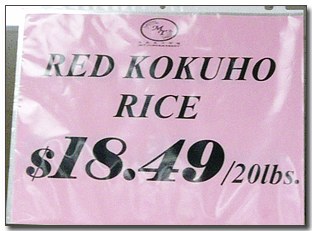 RED KOKUHO
RICE
$18.49/20lbs.